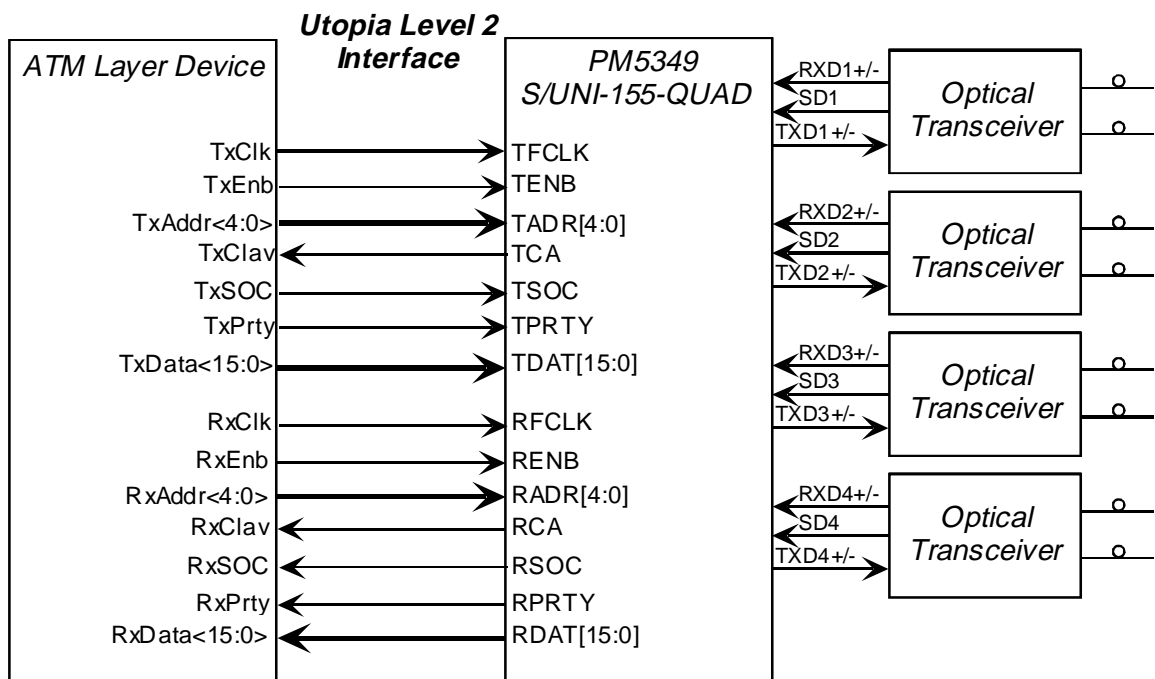 Utopia Level 2
Interface
ATM Layer Device
TxClk
TxEnb
TxAddr<4:0>
TxClav
TxSOC
TxPrty
TxData<15:0>
RxClk
RxEnb
RxAddr<4:0>
RxClav
RxSOC
RxPrty
RxData<15:0>
PM5349
S/UNI-155-QUAD
TFCLK
TENB
TADR[4:0]
TCA
TSOC
TPRTY
TDAT[15:0]
RFCLK
RENB
RADR[4:0]
RCA
RSOC
RPRTY
RDAT[15:0]
RXD1+/-
SD1
TXD1+/-
Optical
Transceiver
RXD2+/-
SD2
TXD2+/-
Optical
Transceiver
RXD3+/-
SD3
TXD3+/-
Optical
Transceiver
RXD4+/-
SD4
TXD4+/-
Optical
Transceiver